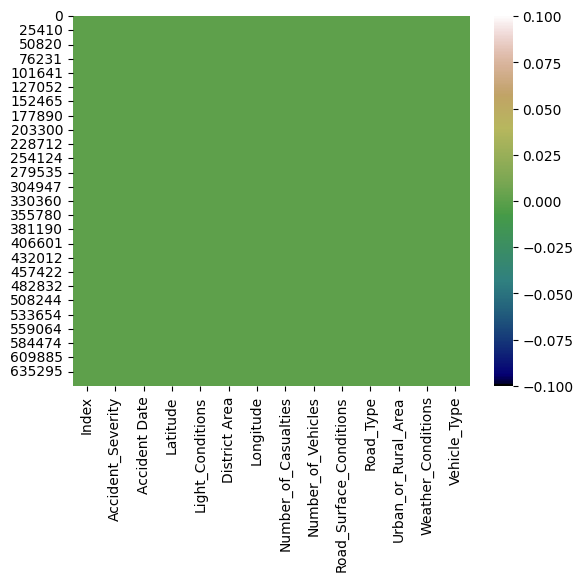 0
25410
50820
76231
101641
127052
152465
177890
203300
228712
254124
279535
304947
330360
355780
381190
406601
432012
457422
482832
508244
533654
559064
584474
609885
635295
Index
Accident_Severity
Accident Date
Latitude
Light_Conditions
District Area
Longitude
Number_of_Casualties
Number_of_Vehicles
Road_Surface_Conditions
Road_Type
Urban_or_Rural_Area
Weather_Conditions
Vehicle_Type
0.100
0.075
0.050
0.025
0.000
−0.025
−0.050
−0.075
−0.100